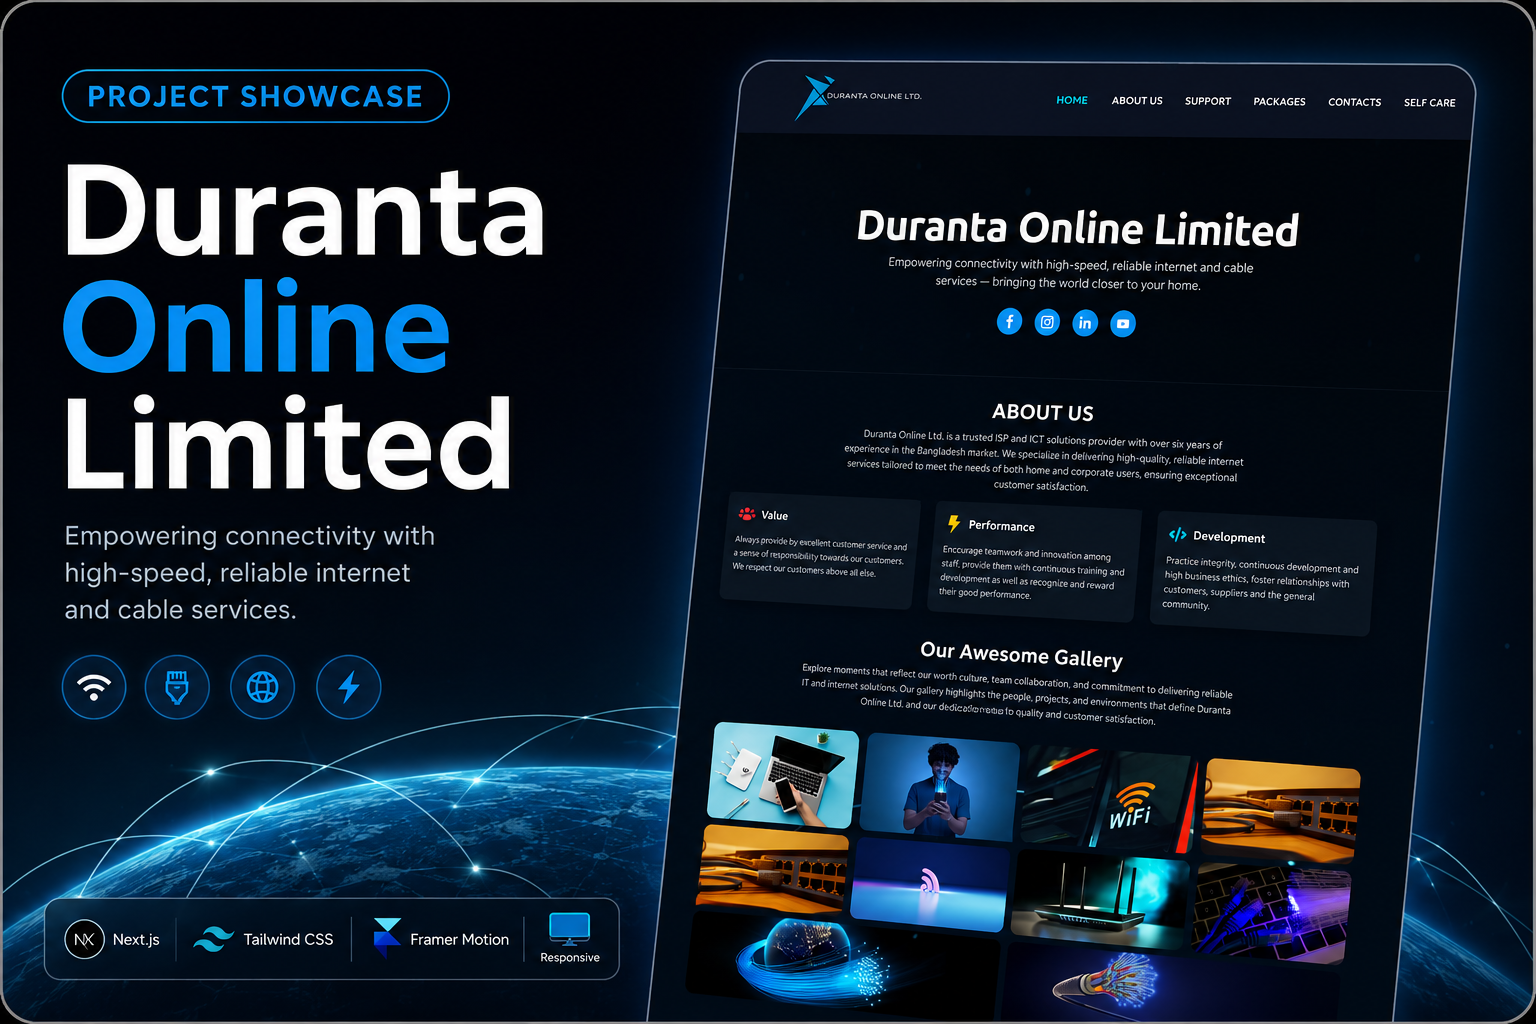 PROJECT SHOWCASE
Duranta
Online
Limited
Empowering connectivity with
high-speed, reliable internet
and cable services.
Next.js
Tailwind CSS
Framer Motion
Responsive
DURANTA ONLINE LTD.
HOME ABOUT US SUPPORT PACKAGES CONTACTS SELF CARE
Duranta Online Limited
Empowering connectivity with high-speed, reliable internet and cable
services — bringing the world closer to your home.
ABOUT US
Duranta Online Ltd. is a trusted ISP and ICT solutions provider with over six years of
experience in the Bangladesh market. We specialize in delivering high-quality, reliable internet
services tailored to meet the needs of both home and corporate users, ensuring exceptional
customer satisfaction.
Value
Always provide by excellent customer service and
a sense of responsibility towards our customers.
We respect our customers above all else.
Performance
Encourage teamwork and innovation among
staff, provide them with continuous training and
development as well as recognize and reward
their good performance.
Development
Practice integrity, continuous development and
high business ethics, foster relationships with
customers, suppliers and the general
community.
Our Awesome Gallery
Explore moments that reflect our worth culture, team collaboration, and commitment to delivering reliable
IT and internet solutions. Our gallery highlights the people, projects, and environments that define Duranta
Online Ltd. and our to quality and customer satisfaction.
WiFi